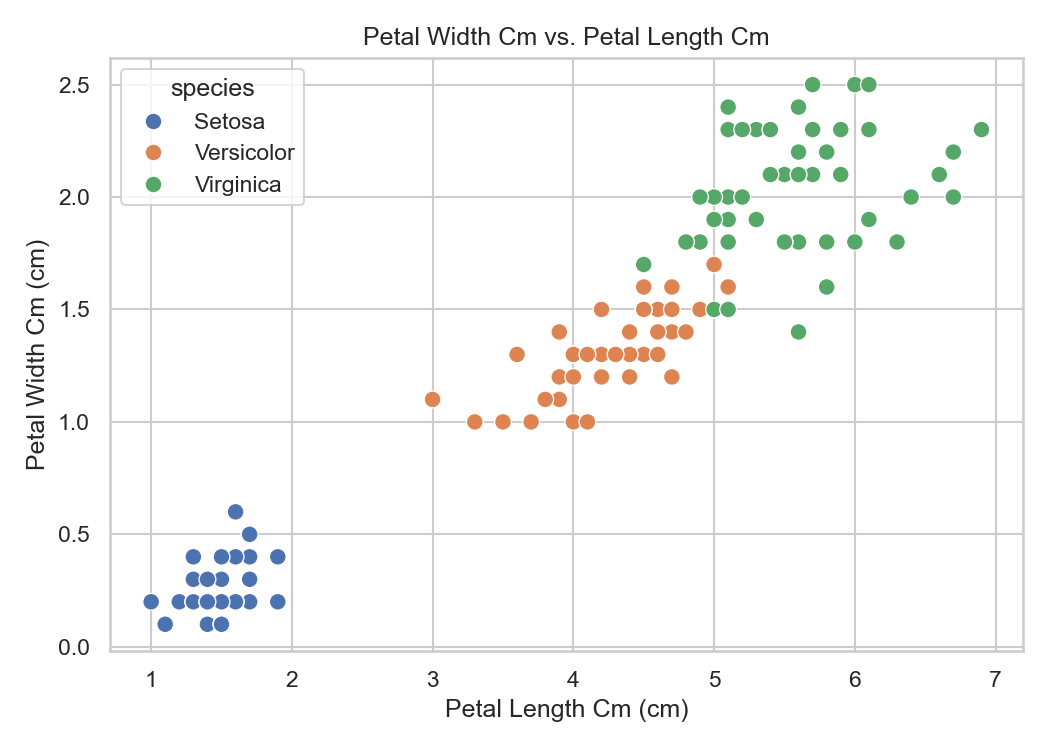 Petal Width Cm vs. Petal Length Cm
species
Setosa
Versicolor
Virginica
Petal Width Cm (cm)
2.5
2.0
1.5
1.0
0.5
0.0
1 2 3 4 5 6 7
Petal Length Cm (cm)